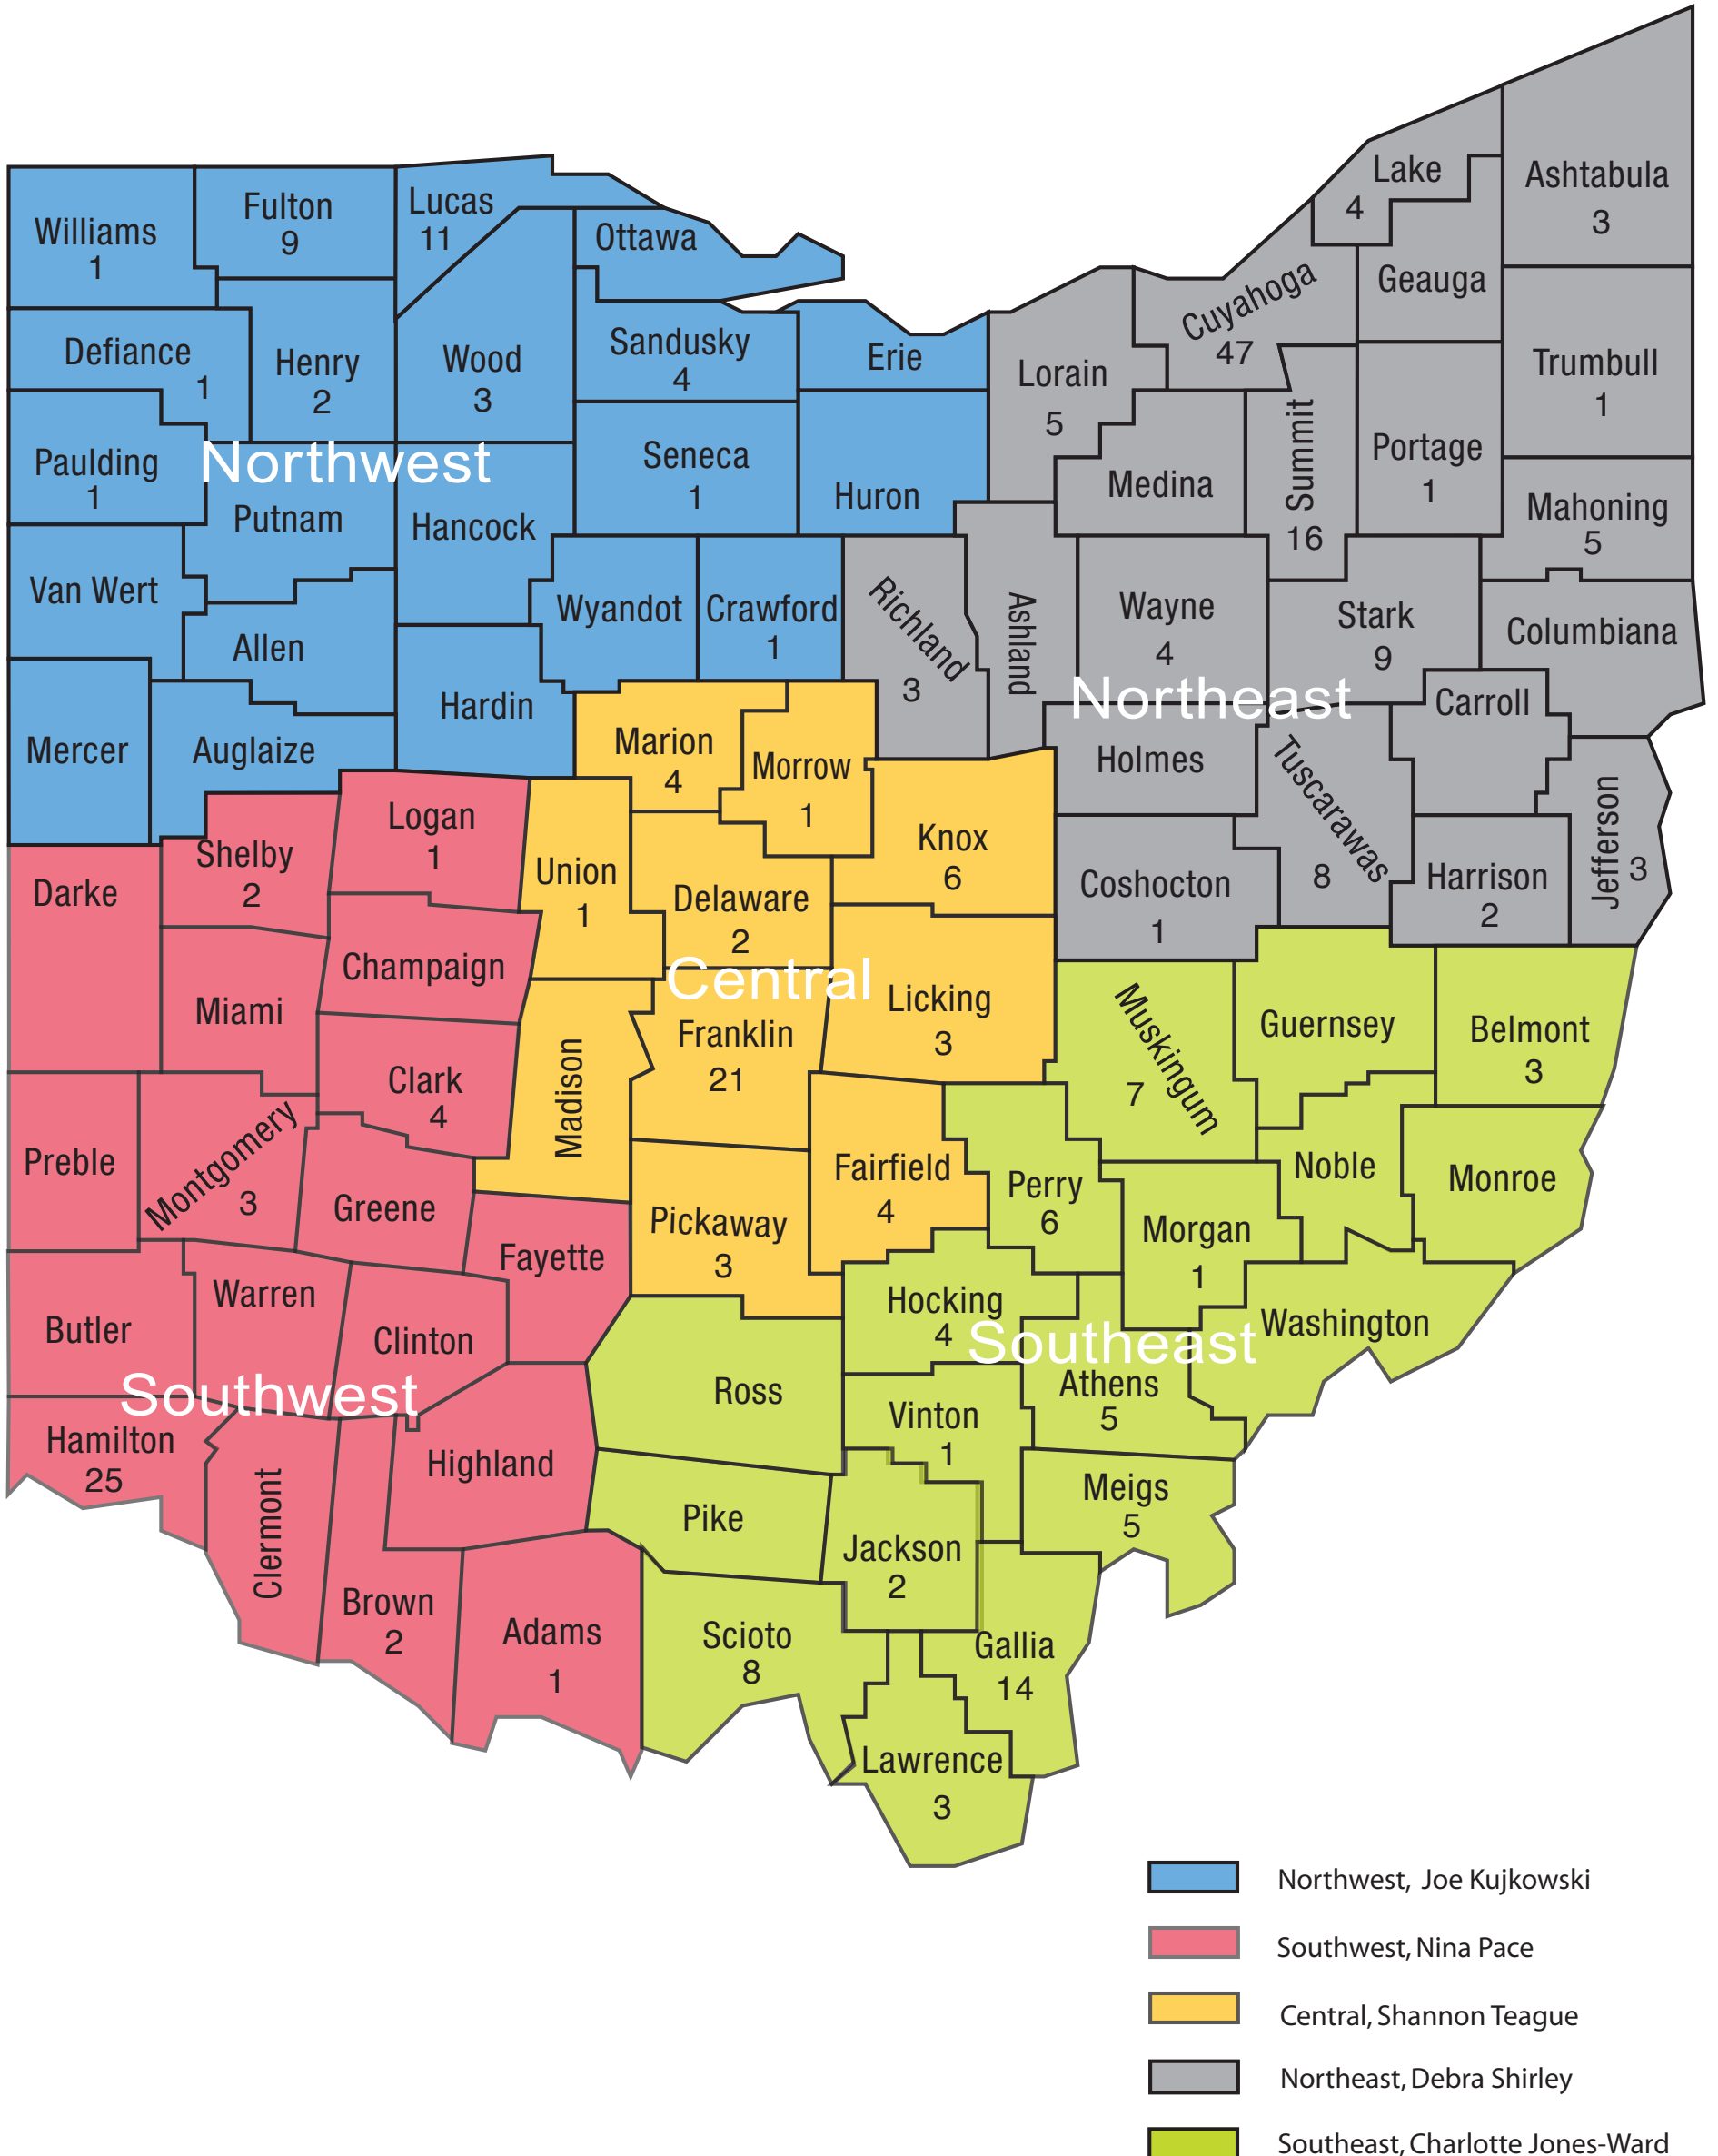 Lake
4
Ashtabula
3
Williams
1
Fulton
9
Lucas
11
Ottawa
Geauga
Cuyahoga
47
Defiance
1
Henry
2
Wood
3
Sandusky
4
Erie
Lorain
5
Trumbull
1
Paulding
1
Northwest
Putnam
Hancock
Seneca
1
Huron
Medina
Summit
16
Portage
1
Mahoning
5
Van Wert
Allen
Wyandot
Crawford
1
Richland
3
Ashland
Wayne
4
Northeast
Stark
9
Columbiana
Mercer
Auglaize
Hardin
Marion
4
Morrow
1
Holmes
Tuscarawas
8
Carroll
Jefferson
3
Shelby
2
Logan
1
Union
1
Delaware
2
Knox
6
Coshocton
1
Harrison
2
Darke
Miami
Champaign
Central
Franklin
21
Licking
3
Muskingum
7
Guernsey
Belmont
3
Preble
Montgomery
3
Clark
4
Greene
Madison
Fayette
Pickaway
3
Fairfield
4
Perry
6
Morgan
1
Noble
Monroe
Butler
Warren
Clinton
Southwest
Ross
Hocking
4
Southeast
Athens
5
Washington
Hamilton
25
Clermont
Highland
Vinton
1
Pike
Meigs
5
Brown
2
Adams
1
Jackson
2
Scioto
8
Gallia
14
Lawrence
3
Northwest, Joe Kujkowski
Southwest, Nina Pace
Central, Shannon Teague
Northeast, Debra Shirley
Southeast, Charlotte Jones-Ward